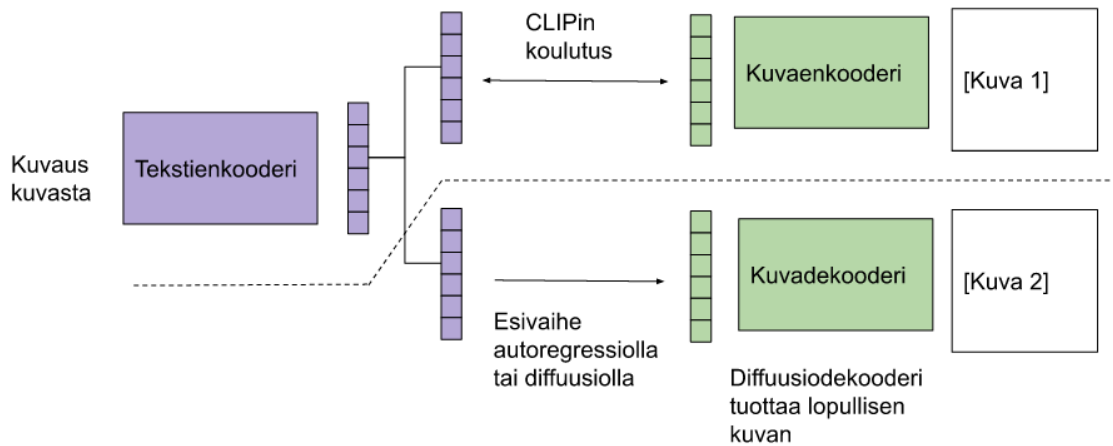 CLIPin
koulutus
Kuvaenkooderi
[Kuva 1]
Kuvaus
kuvasta
Tekstienkooderi
Kuvadekooderi
[Kuva 2]
Esivaihe
autoregressiolla
tai diffuusiolla
Diffuusiodekooderi
tuottaa lopullisen
kuvan